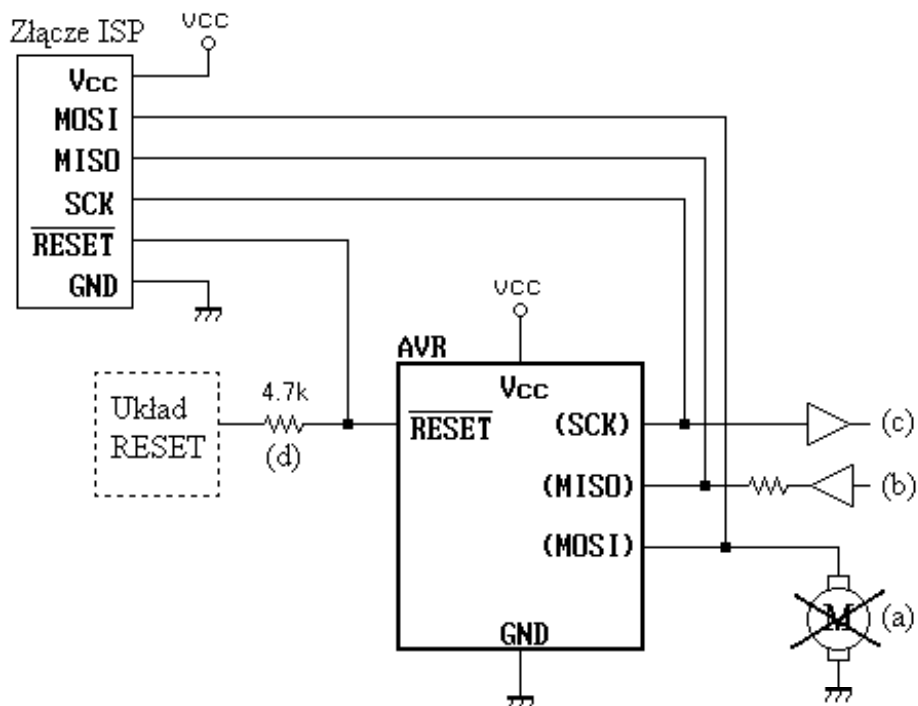 Złącze ISP
VCC
Vcc
MOSI
MISO
SCK
RESET
GND
VCC
AVR
Vcc
4.7k
Układ
RESET
(d)
RESET
(SCK)
(c)
(MISO)
(b)
(MOSI)
M
(a)
GND